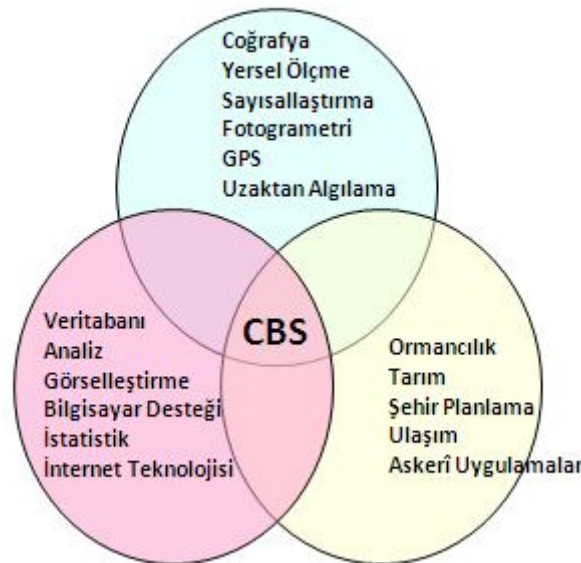 Coğrafya
Yersel Ölçme
Sayısallaştırma
Fotogrametri
GPS
Uzaktan Algılama
CBS
Veritabanı
Analiz
Görselleştirme
Bilgisayar Desteği
İstatistik
İnternet Teknolojisi
Ormancılık
Tarım
Şehir Planlama
Ulaşım
Askerî Uygulamalar